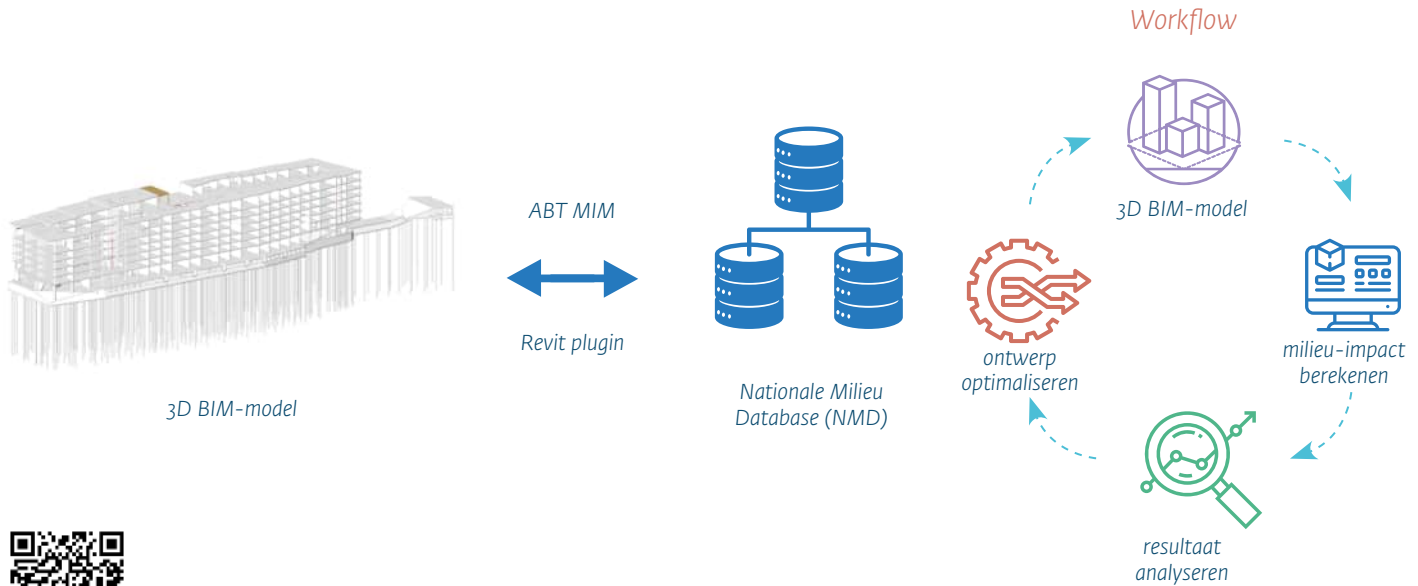 Workflow
3D BIM-model
ABT MIM
Revit plugin
Nationale Milieu
Database (NMD)
3D BIM-model
milieu-impact
berekenen
resultaat
analyseren
ontwerp
optimaliseren